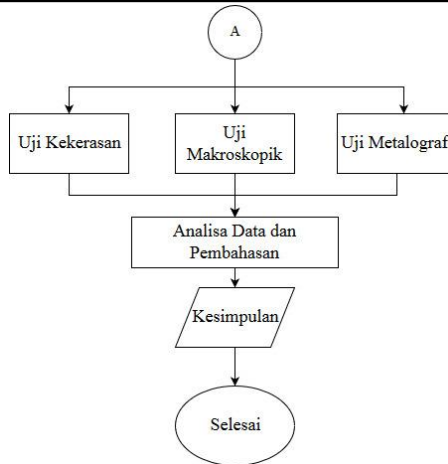 A
Uji Kekerasan
Uji
Makroskopik
Uji Metalograf
Analisa Data dan
Pembahasan
Kesimpulan
Selesai